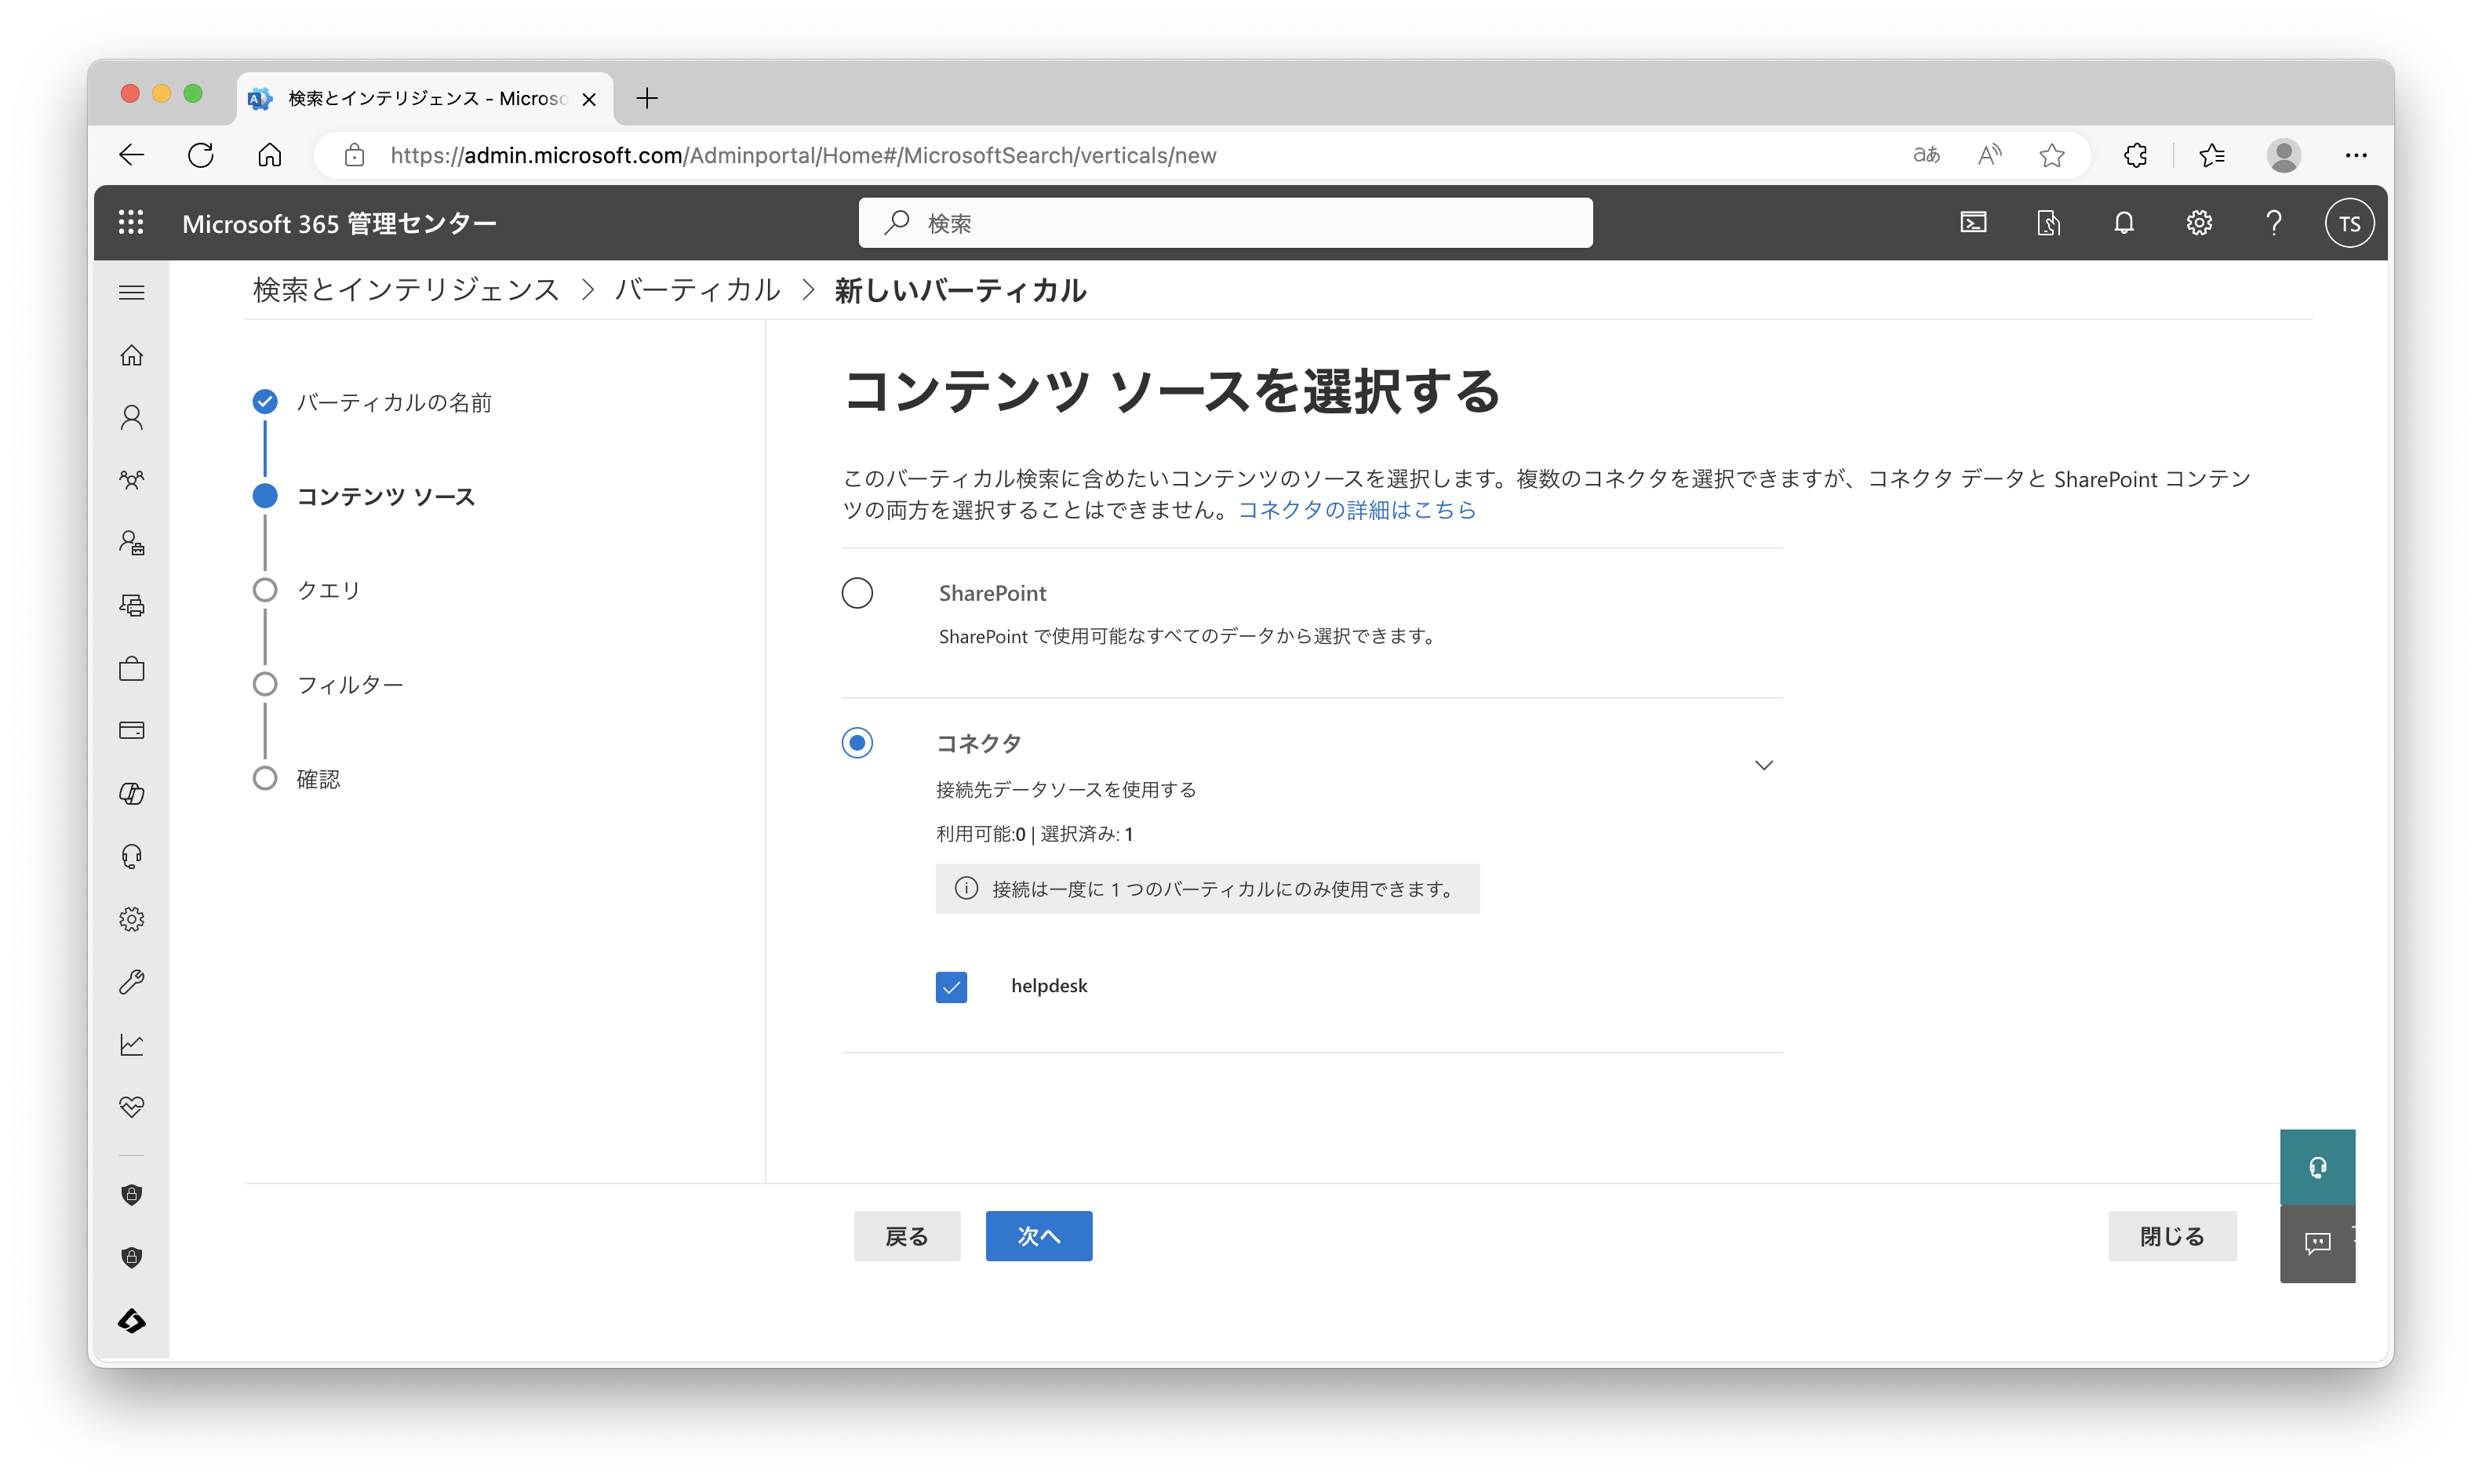 検索とインテリジェンス - Microso
https://admin.microsoft.com/Adminportal/Home#/MicrosoftSearch/verticals/new
aあ
Microsoft 365 管理センター
検索
TS
検索とインテリジェンス > バーティカル > 新しいバーティカル
バーティカルの名前
コンテンツ ソース
クエリ
フィルター
確認
コンテンツ ソースを選択する
このバーティカル検索に含めたいコンテンツのソースを選択します。複数のコネクタを選択できますが、コネクタ データと SharePoint コンテン
ツの両方を選択することはできません。コネクタの詳細はこちら
SharePoint
SharePoint で使用可能なすべてのデータから選択できます。
コネクタ
接続先データソースを使用する
利用可能:0 | 選択済み: 1
接続は一度に 1 つのバーティカルにのみ使用できます。
helpdesk
戻る
次へ
閉じる